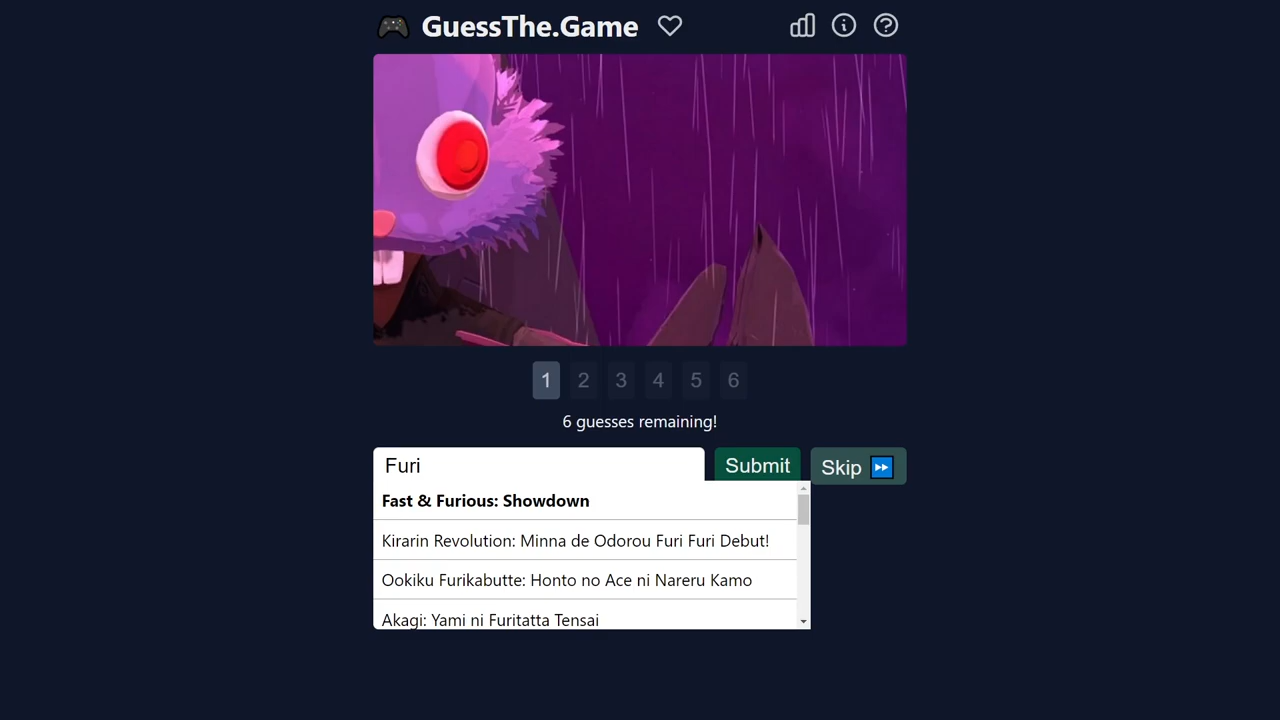 GuessThe.Game
1 2 3 4 5 6
6 guesses remaining!
Furi
Submit
Skip
Fast & Furious: Showdown
Kirarin Revolution: Minna de Odorou Furi Furi Debut!
Ookiku Furikabutte: Honto no Ace ni Nareru Kamo
Akagi: Yami ni Furitatta Tensai